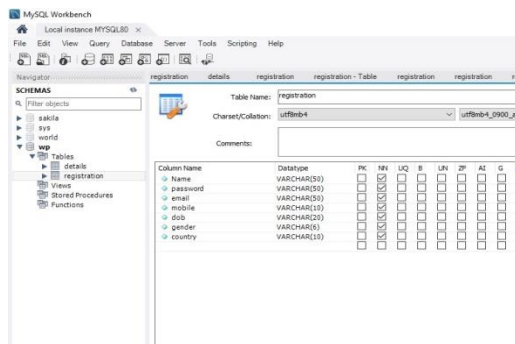 MySQL Workbench
Local instance MYSQL80 ×
File Edit View Query Database Server Tools Scripting Help
Navigator
registration details registration registration - Table registration registration
SCHEMAS
Filter objects
sakila
sys
world
wp
Tables
details
registration
Views
Stored Procedures
Functions
Table Name: registration
Charset/Collation: utf8mb4 utf8mb4_0900_a
Comments:
Column Name Datatype PK NN UQ B UN ZF AI G
Name VARCHAR(50)
password VARCHAR(50)
email VARCHAR(50)
mobile VARCHAR(10)
dob VARCHAR(20)
gender VARCHAR(6)
country VARCHAR(10)